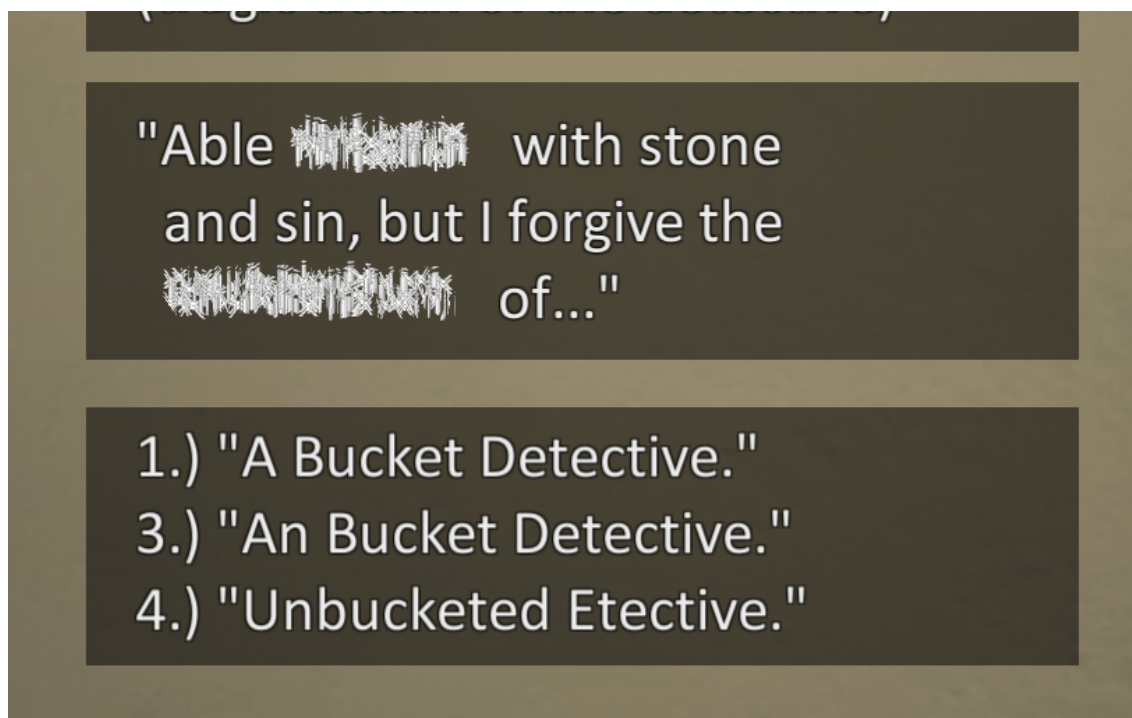 "Able with stone
and sin, but I forgive the
of..."
1.) "A Bucket Detective."
3.) "An Bucket Detective."
4.) "Unbucketed Etective."